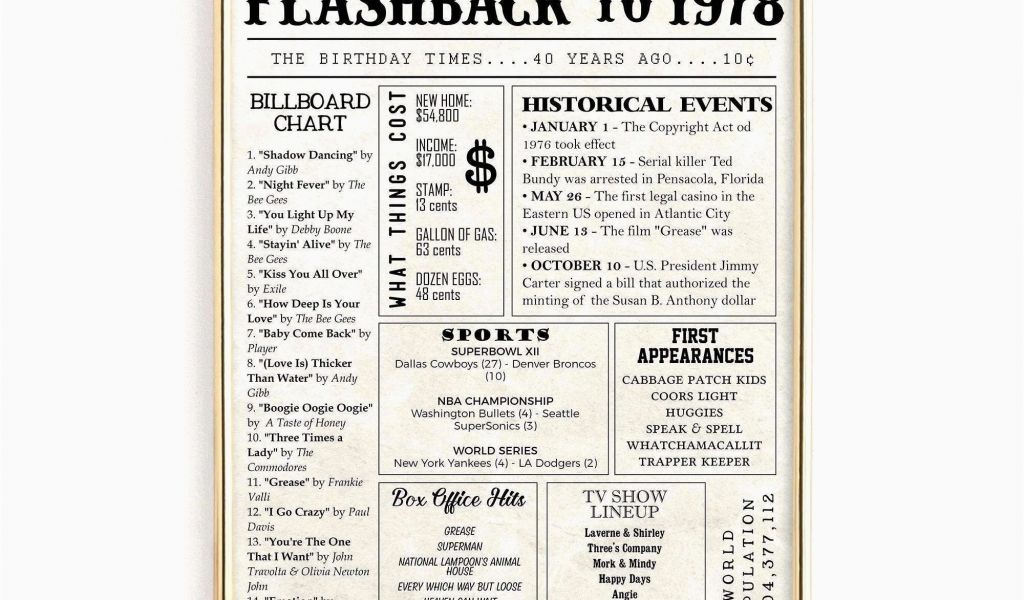 FLASHBACK TO 1978
THE BIRTHDAY TIMES....40 YEARS AGO....10¢
BILLBOARD
CHART
1. "Shadow Dancing" by
Andy Gibb
2. "Night Fever" by The
Bee Gees
3. "You Light Up My
Life" by Debby Boone
4. "Stayin' Alive" by The
Bee Gees
5. "Kiss You All Over"
by Exile
6. "How Deep Is Your
Love" by The Bee Gees
7. "Baby Come Back" by
Player
8. "(Love Is) Thicker
Than Water" by Andy
Gibb
9. "Boogie Oogie Oogie"
by A Taste of Honey
10. "Three Times a
Lady" by The
Commodores
11. "Grease" by Frankie
Valli
12. "I Go Crazy" by Paul
Davis
13. "You're The One
That I Want" by John
Travolta & Olivia Newton
John
14. "Emotion" by
WHAT THINGS COST
NEW HOME:
$54,800
INCOME:
$17,000
STAMP:
13 cents
GALLON OF GAS:
63 cents
DOZEN EGGS:
48 cents
$
HISTORICAL EVENTS
• JANUARY 1 - The Copyright Act od
1976 took effect
• FEBRUARY 15 - Serial killer Ted
Bundy was arrested in Pensacola, Florida
• MAY 26 - The first legal casino in the
Eastern US opened in Atlantic City
• JUNE 13 - The film "Grease" was
released
• OCTOBER 10 - U.S. President Jimmy
Carter signed a bill that authorized the
minting of the Susan B. Anthony dollar
SPORTS
SUPERBOWL XII
Dallas Cowboys (27) - Denver Broncos
(10)
NBA CHAMPIONSHIP
Washington Bullets (4) - Seattle
SuperSonics (3)
WORLD SERIES
New York Yankees (4) - LA Dodgers (2)
FIRST
APPEARANCES
CABBAGE PATCH KIDS
COORS LIGHT
HUGGIES
SPEAK & SPELL
WHATCHAMACALLIT
TRAPPER KEEPER
Box Office Hits
GREASE
SUPERMAN
NATIONAL LAMPOON'S ANIMAL
HOUSE
EVERY WHICH WAY BUT LOOSE
HEAVEN CAN WAIT
TV SHOW
LINEUP
Laverne & Shirley
Three's Company
Mork & Mindy
Happy Days
Angie
WORLD
PULATION
04,377,112